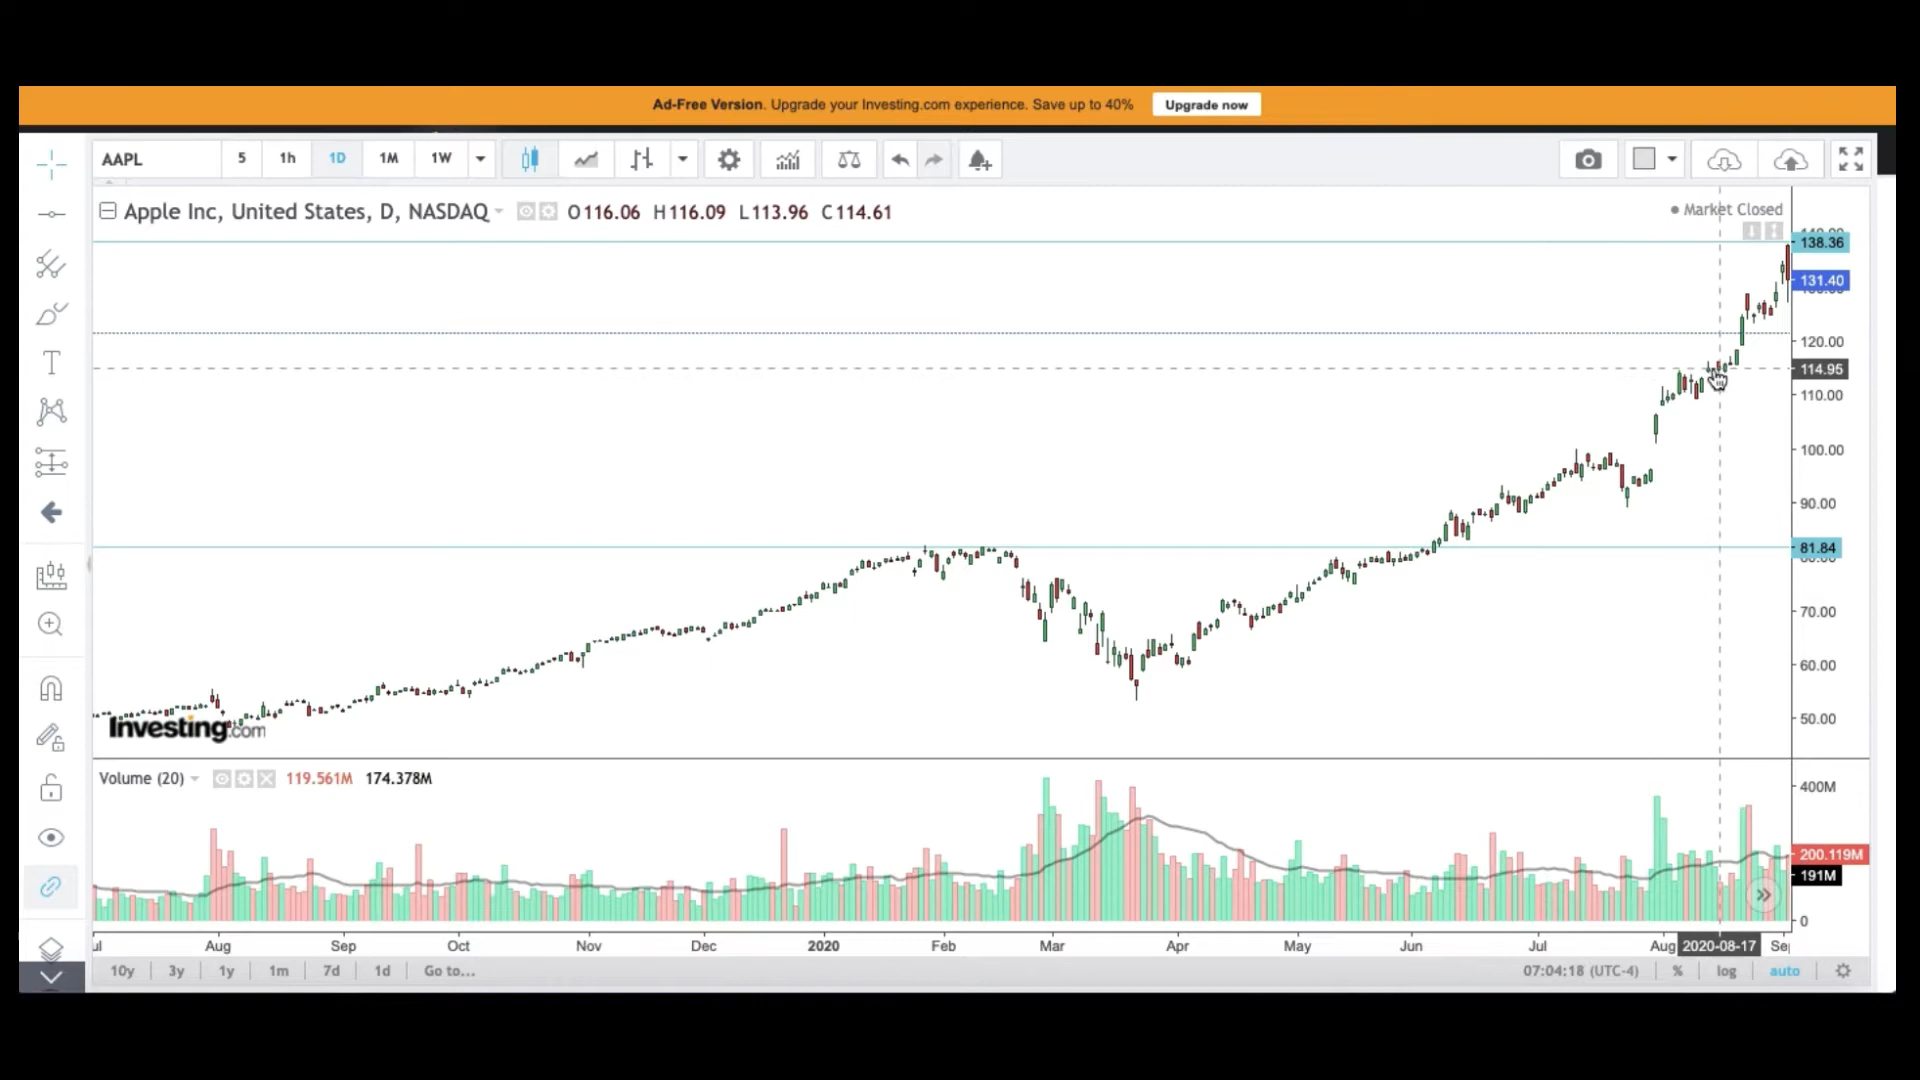 Ad-Free Version. Upgrade your Investing.com experience. Save up to 40% Upgrade now
AAPL 5 1h 1D 1M 1W
Apple Inc, United States, D, NASDAQ O116.06 H116.09 L113.96 C114.61
Market Closed
138.36
131.40
120.00
114.95
110.00
100.00
90.00
81.84
70.00
60.00
50.00
Investing.com
Volume (20) 119.561M 174.378M
400M
200.119M
191M
0
Aug Sep Oct Nov Dec 2020 Feb Mar Apr May Jun Jul Aug 2020-08-17
10y 3y 1y 1m 7d 1d Go to... 07:04:18 (UTC-4) % log auto